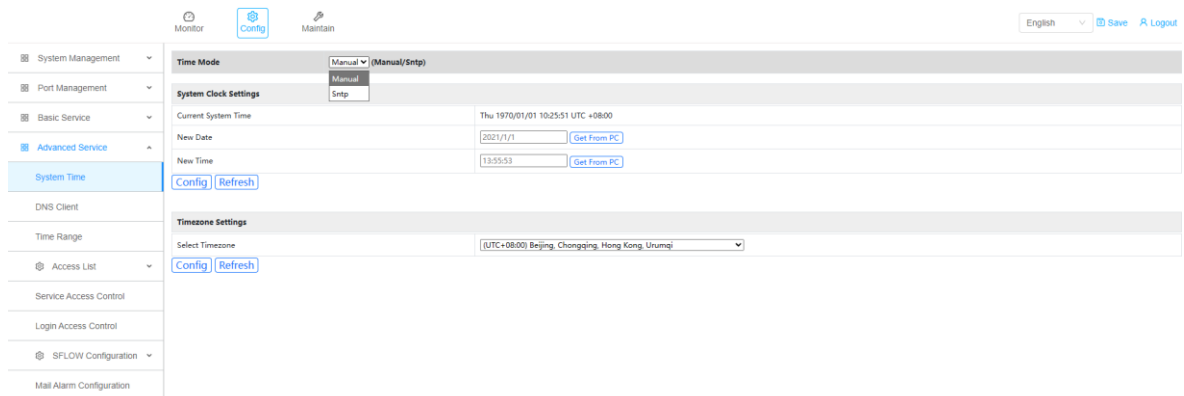 Monitor Config Maintain English Save Logout
System Management
Port Management
Basic Service
Advanced Service
System Time
DNS Client
Time Range
Access List
Service Access Control
Login Access Control
SFLOW Configuration
Mail Alarm Configuration
Time Mode Manual (Manual/Sntp)
Manual
Sntp
System Clock Settings
Current System Time Thu 1970/01/01 10:25:51 UTC +08:00
New Date 2021/1/1 Get From PC
New Time 13:55:53 Get From PC
Config Refresh
Timezone Settings
Select Timezone (UTC+08:00) Beijing, Chongqing, Hong Kong, Urumqi
Config Refresh